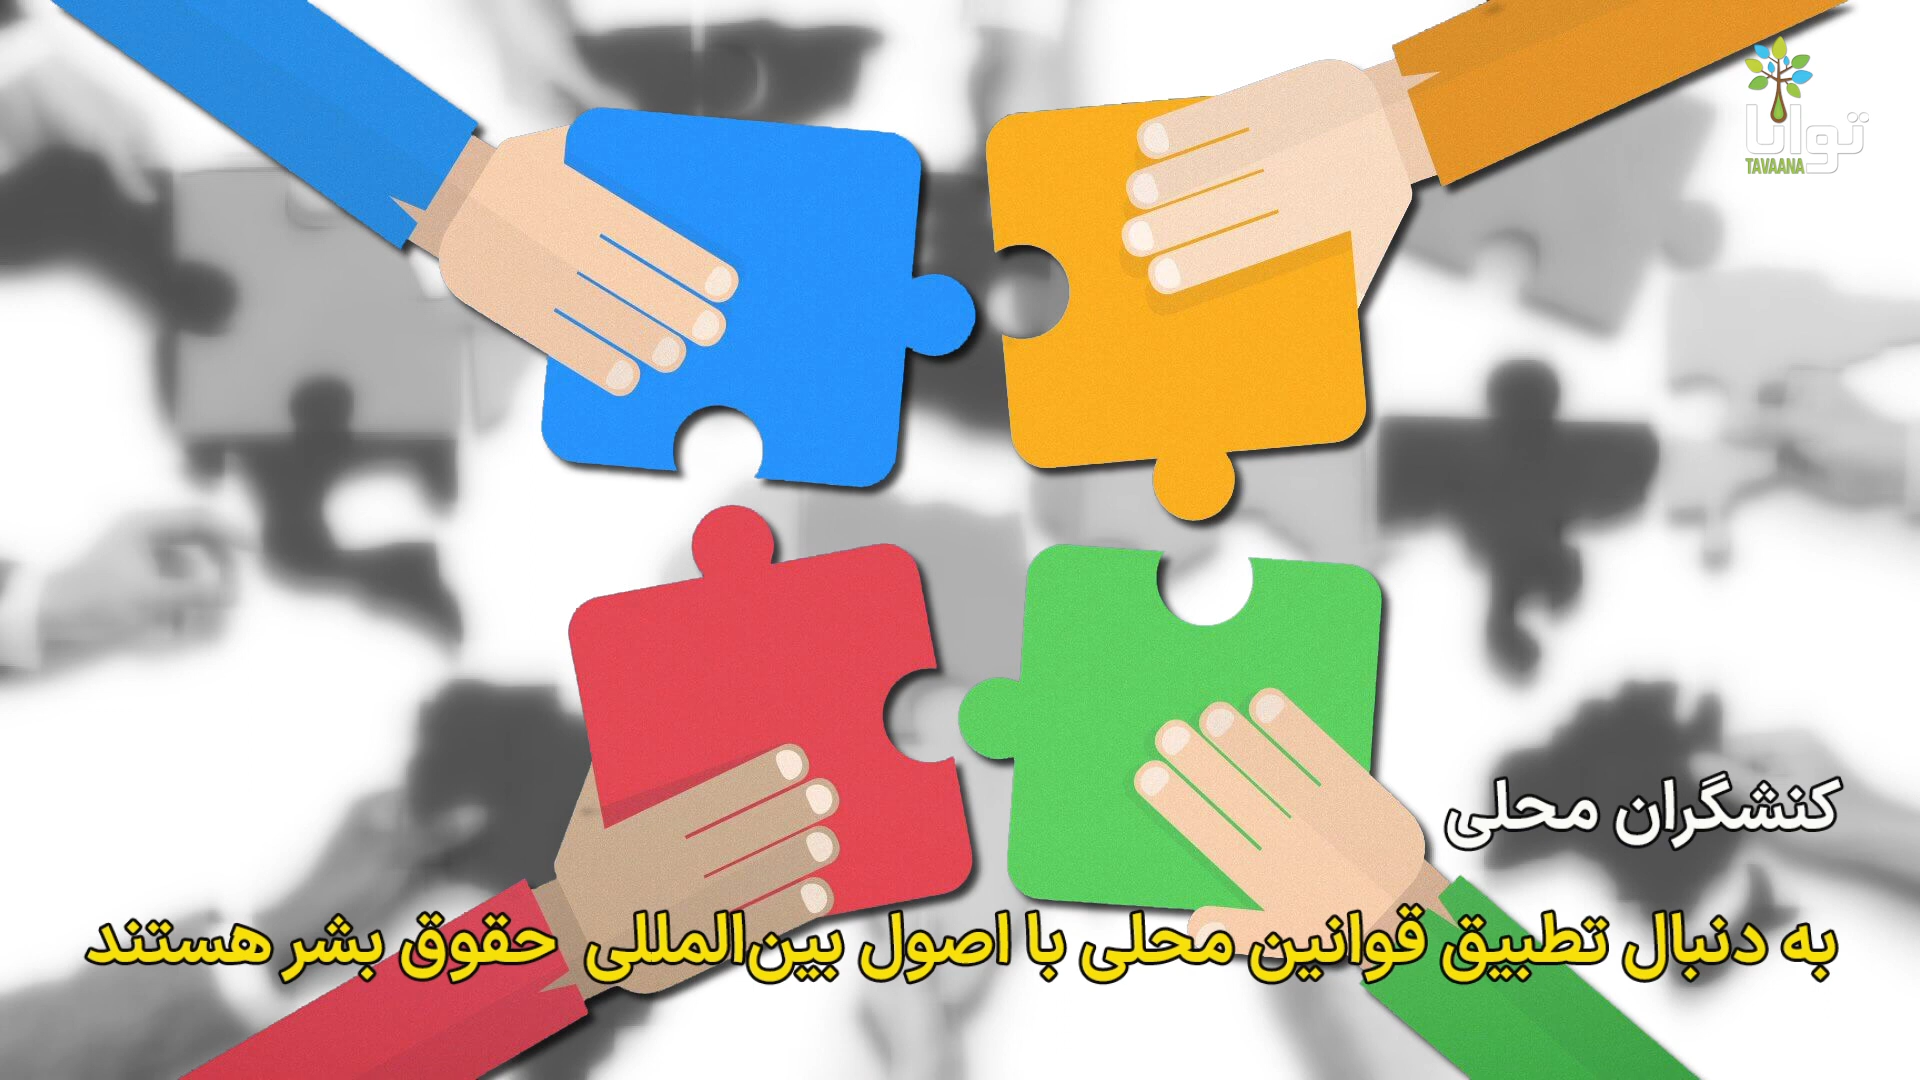 توانا
TAVAANA
کنشگران محلی
به دنبال تطبیق قوانین محلی با اصول بین‌المللی حقوق بشر هستند